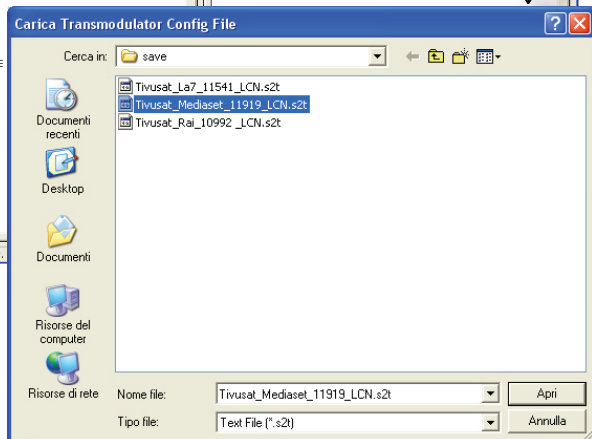 Carica Transmodulator Config File
Cerca in: save
Tivusat_La7_11541_LCN.s2t
Tivusat_Mediaset_11919_LCN.s2t
Tivusat_Rai_10992 _LCN.s2t
Documenti
recenti
Desktop
Documenti
Risorse del
computer
Risorse di rete
Nome file: Tivusat_Mediaset_11919_LCN.s2t Apri
Tipo file: Text File (*.s2t) Annulla